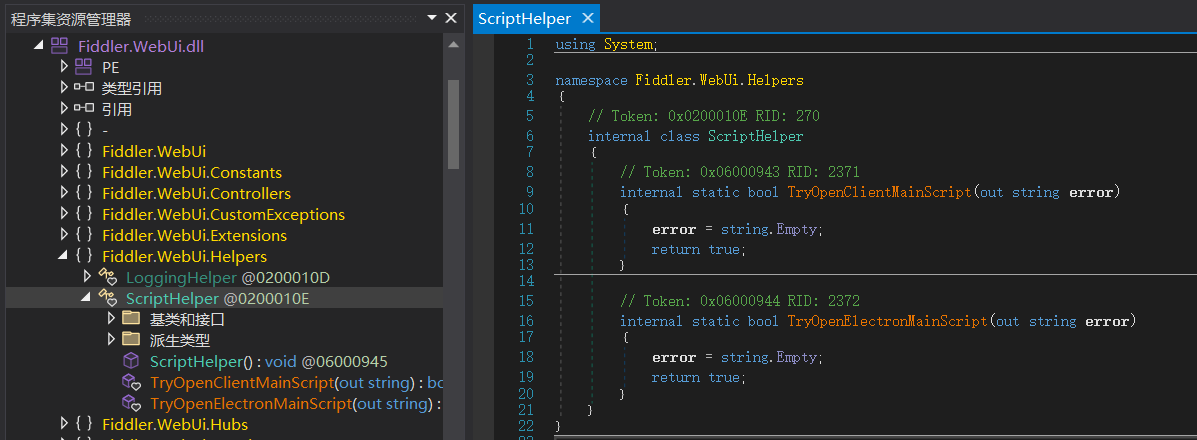 程序集资源管理器
Fiddler.WebUi.dll
PE
类型引用
引用
{ } -
{ } Fiddler.WebUi
{ } Fiddler.WebUi.Constants
{ } Fiddler.WebUi.Controllers
{ } Fiddler.WebUi.CustomExceptions
{ } Fiddler.WebUi.Extensions
{ } Fiddler.WebUi.Helpers
LoggingHelper @0200010D
ScriptHelper @0200010E
基类和接口
派生类型
ScriptHelper() : void @06000945
TryOpenClientMainScript(out string) : bo
TryOpenElectronMainScript(out string) :
{ } Fiddler.WebUi.Hubs
ScriptHelper
1 using System;
2
3 namespace Fiddler.WebUi.Helpers
4 {
5 // Token: 0x0200010E RID: 270
6 internal class ScriptHelper
7 {
8 // Token: 0x06000943 RID: 2371
9 internal static bool TryOpenClientMainScript(out string error)
10 {
11 error = string.Empty;
12 return true;
13 }
14
15 // Token: 0x06000944 RID: 2372
16 internal static bool TryOpenElectronMainScript(out string error)
17 {
18 error = string.Empty;
19 return true;
20 }
21 }
22 }